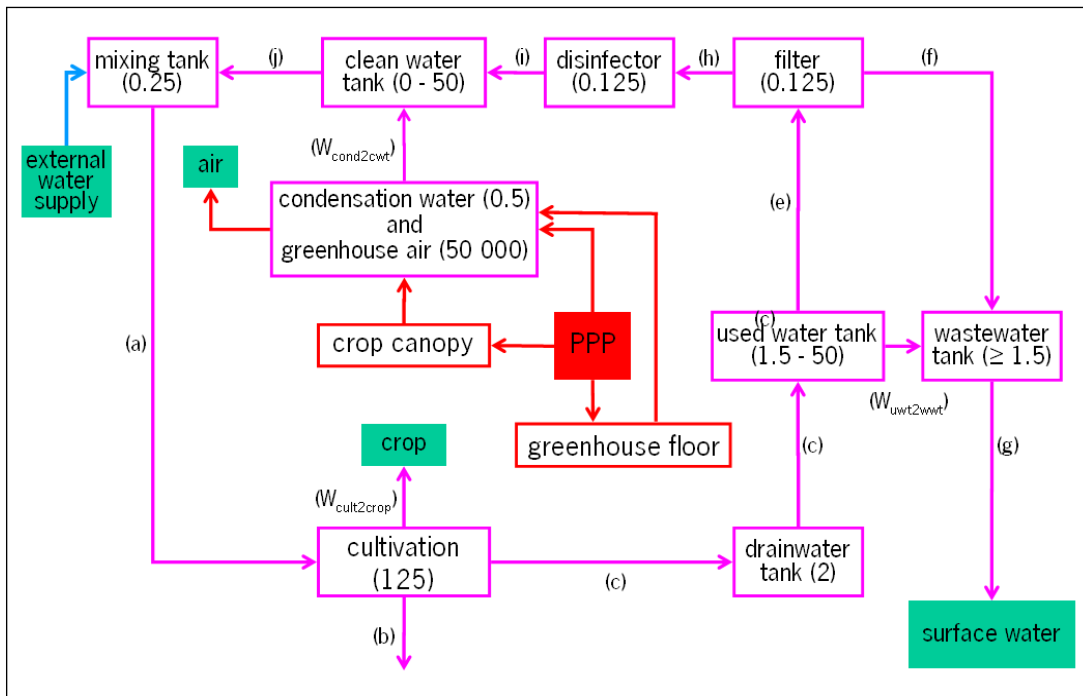 mixing tank
(0.25)
(j)
clean water
tank (0 - 50)
(i)
disinfector
(0.125)
(h)
filter
(0.125)
(f)
(Wcond2cwt)
external
water
supply
air
condensation water (0.5)
and
greenhouse air (50 000)
(e)
(a)
crop canopy
PPP
(c)
used water tank
(1.5 - 50)
wastewater
tank (≥ 1.5)
(Wuwt2wwt)
greenhouse floor
crop
(c)
(g)
(Wcult2crop)
cultivation
(125)
(c)
drainwater
tank (2)
(b)
surface water